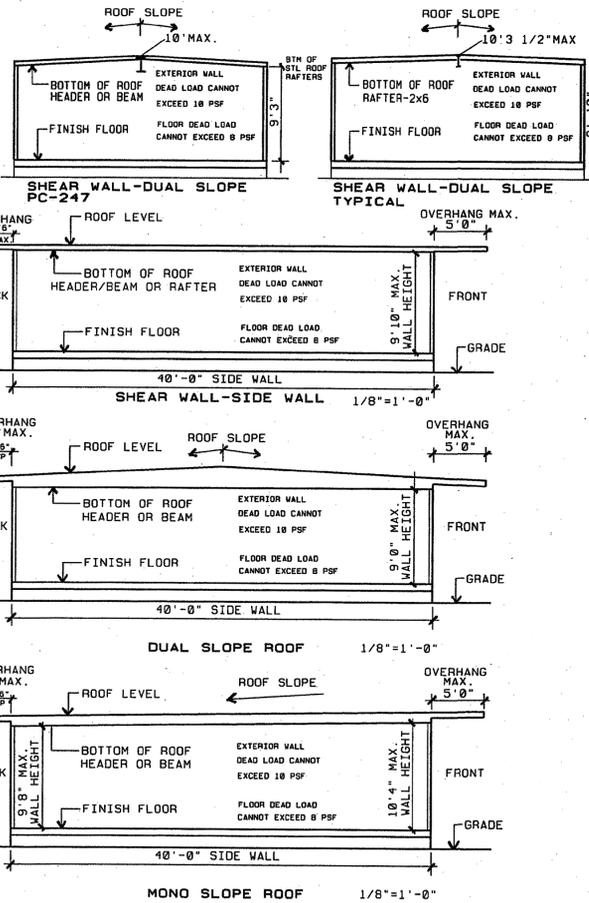 ROOF SLOPE
10'MAX.
BOTTOM OF ROOF
HEADER OR BEAM
EXTERIOR WALL
DEAD LOAD CANNOT
EXCEED 10 PSF
BTM OF
STL ROOF
RAFTERS
9'3"
FINISH FLOOR
FLOOR DEAD LOAD
CANNOT EXCEED 8 PSF
SHEAR WALL-DUAL SLOPE
PC-247
ROOF SLOPE
10'3 1/2"MAX
BOTTOM OF ROOF
RAFTER-2x6
EXTERIOR WALL
DEAD LOAD CANNOT
EXCEED 10 PSF
FINISH FLOOR
FLOOR DEAD LOAD
CANNOT EXCEED 8 PSF
SHEAR WALL-DUAL SLOPE
TYPICAL
HANG
6"
AX.
ROOF LEVEL
OVERHANG MAX.
5'0"
BOTTOM OF ROOF
HEADER/BEAM OR RAFTER
EXTERIOR WALL
DEAD LOAD CANNOT
EXCEED 10 PSF
9'10" MAX.
WALL HEIGHT
CK
FRONT
FINISH FLOOR
FLOOR DEAD LOAD
CANNOT EXCEED 8 PSF
GRADE
40'-0" SIDE WALL
SHEAR WALL-SIDE WALL 1/8"=1'-0"
RHANG
MAX.
6"
P
ROOF LEVEL
ROOF SLOPE
OVERHANG
MAX.
5'0"
BOTTOM OF ROOF
HEADER OR BEAM
EXTERIOR WALL
DEAD LOAD CANNOT
EXCEED 10 PSF
9'0" MAX.
WALL HEIGHT
K
FRONT
FINISH FLOOR
FLOOR DEAD LOAD
CANNOT EXCEED 8 PSF
GRADE
40'-0" SIDE WALL
DUAL SLOPE ROOF 1/8"=1'-0"
RHANG
MAX.
6"
P
ROOF LEVEL
ROOF SLOPE
OVERHANG
MAX.
5'0"
9'8" MAX.
WALL HEIGHT
BOTTOM OF ROOF
HEADER OR BEAM
EXTERIOR WALL
DEAD LOAD CANNOT
EXCEED 10 PSF
10'4" MAX.
WALL HEIGHT
K
FRONT
FINISH FLOOR
FLOOR DEAD LOAD
CANNOT EXCEED 8 PSF
GRADE
40'-0" SIDE WALL
MONO SLOPE ROOF 1/8"=1'-0"